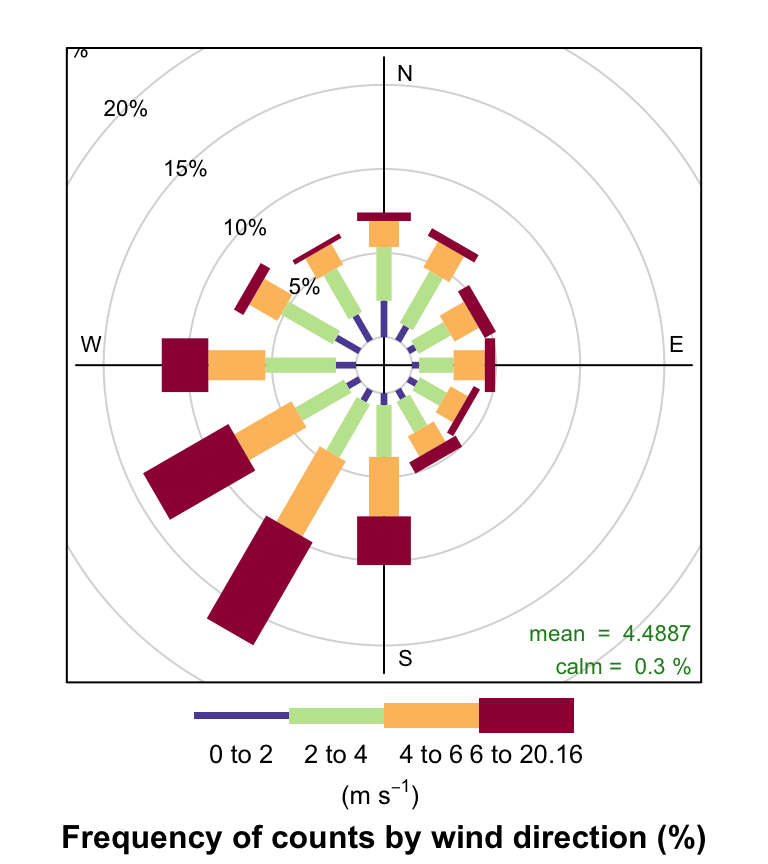 %
N
20%
15%
10%
5%
W
E
mean = 4.4887
S
calm = 0.3 %
0 to 2 2 to 4 4 to 6 6 to 20.16
(m s⁻¹)
Frequency of counts by wind direction (%)